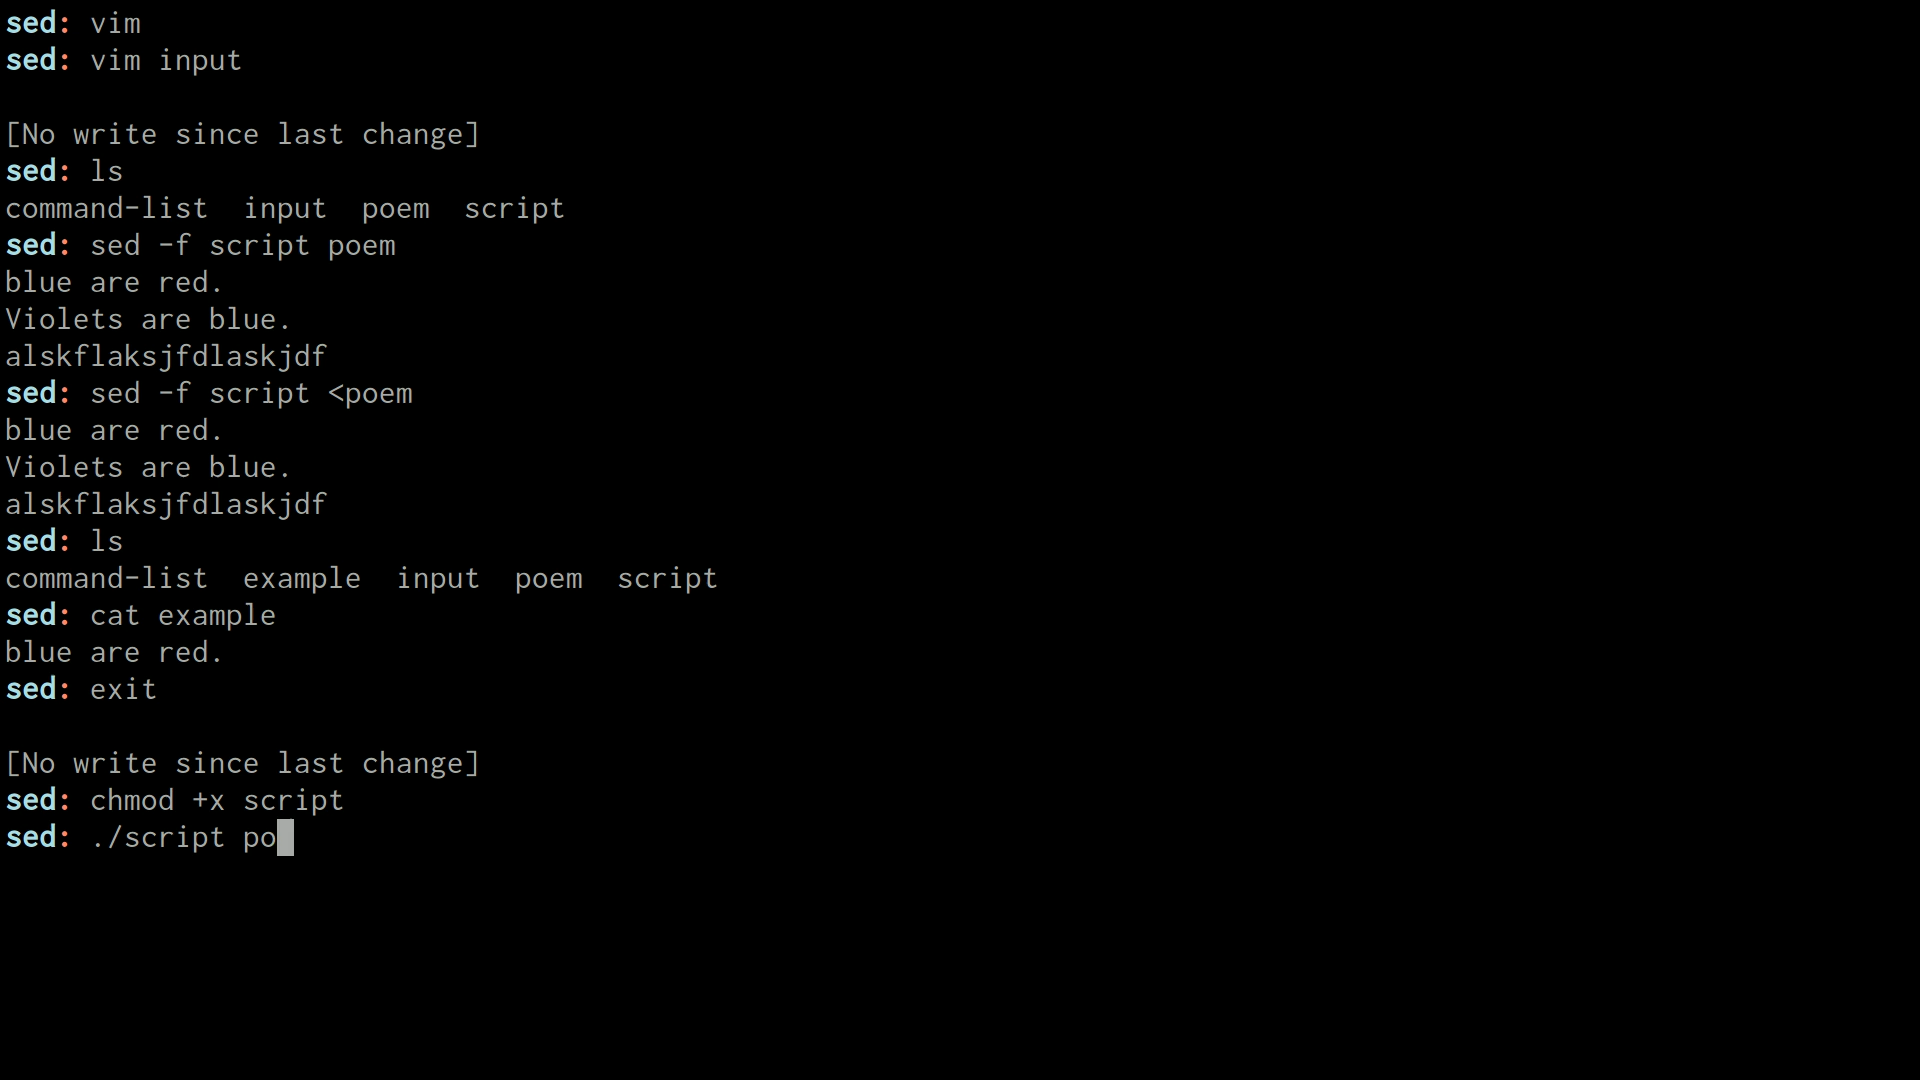 sed: vim
sed: vim input
[No write since last change]
sed: ls
command-list  input  poem  script
sed: sed -f script poem
blue are red.
Violets are blue.
alskflaksjfdlaskjdf
sed: sed -f script <poem
blue are red.
Violets are blue.
alskflaksjfdlaskjdf
sed: ls
command-list  example  input  poem  script
sed: cat example
blue are red.
sed: exit
[No write since last change]
sed: chmod +x script
sed: ./script po